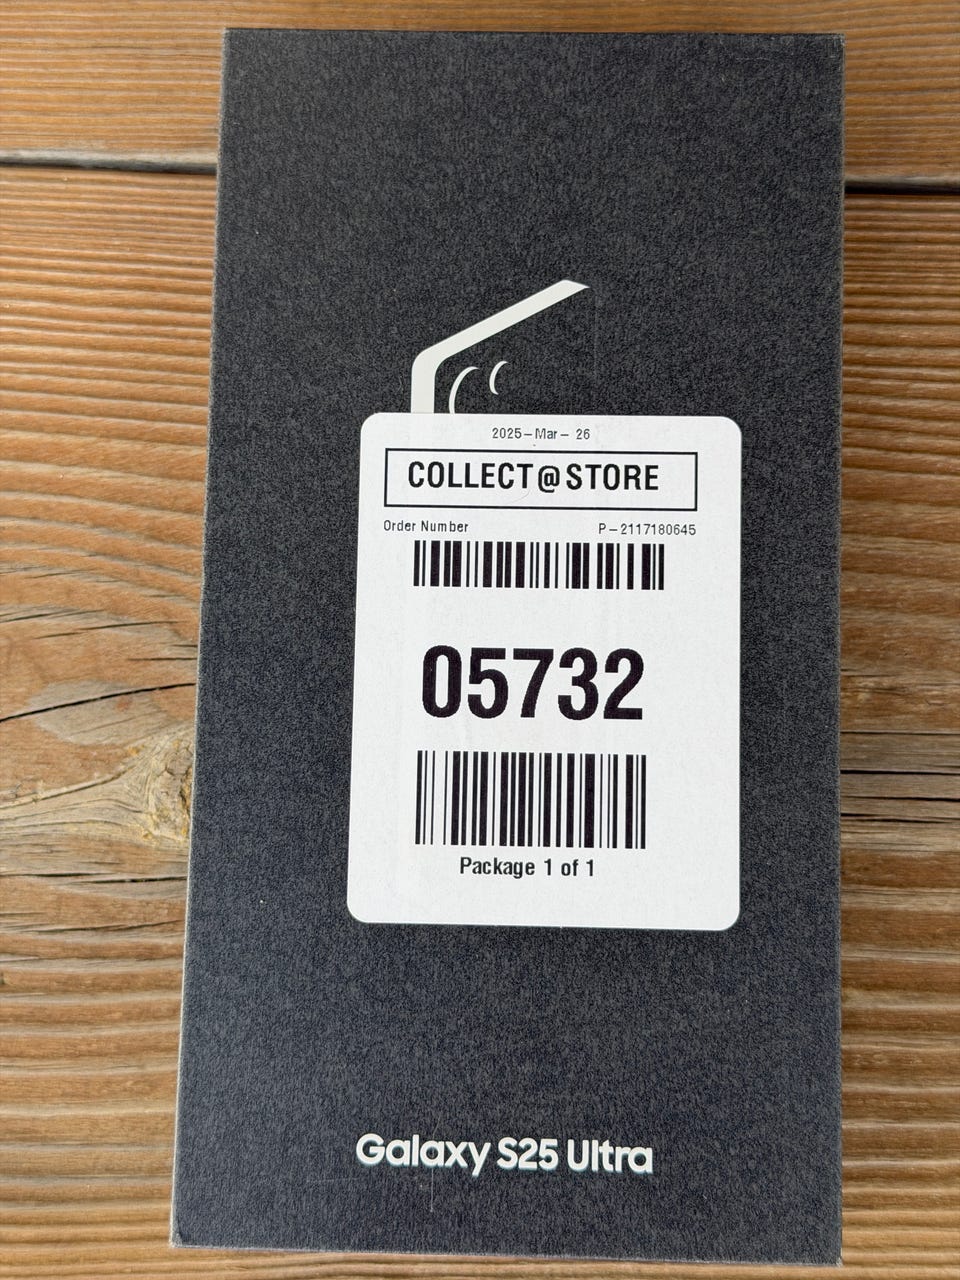 2025-Mar- 26
COLLECT@STORE
Order Number P-2117180645
05732
Package 1 of 1
Galaxy S25 Ultra